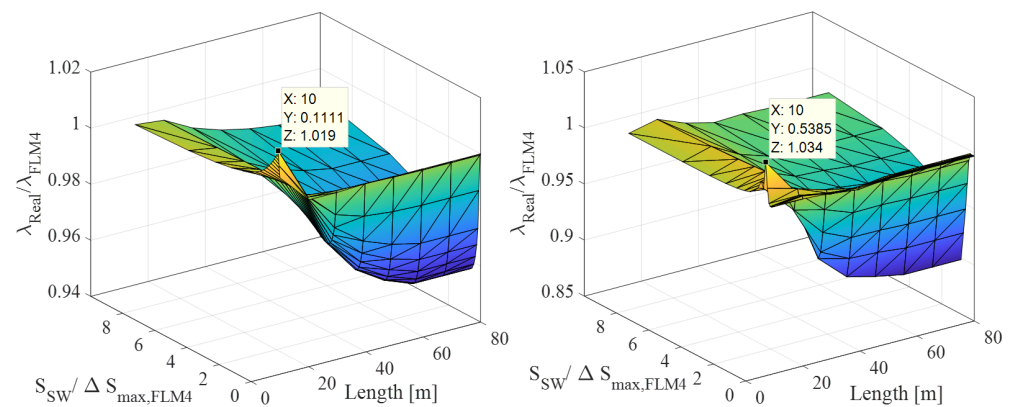 1.02
1
0.98
0.96
0.94
λReal/λFLM4
X: 10
Y: 0.1111
Z: 1.019
8
6
4
2
0
SSW/ Δ Smax,FLM4
0
20
40
60
80
Length [m]
1.05
1
0.95
0.9
0.85
λReal/λFLM4
X: 10
Y: 0.5385
Z: 1.034
8
6
4
2
0
SSW/ Δ Smax,FLM4
0
20
40
60
80
Length [m]